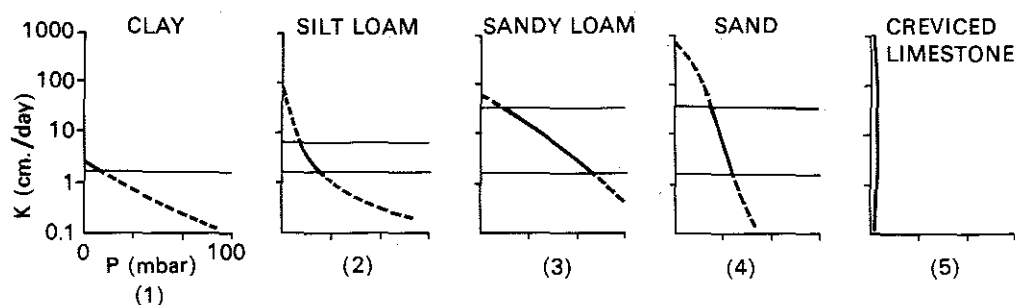 CLAY
SILT LOAM
SANDY LOAM
SAND
CREVICED
LIMESTONE
K (cm./day)
1000
100
10
1
0.1
0
100
P (mbar)
(1)
(2)
(3)
(4)
(5)